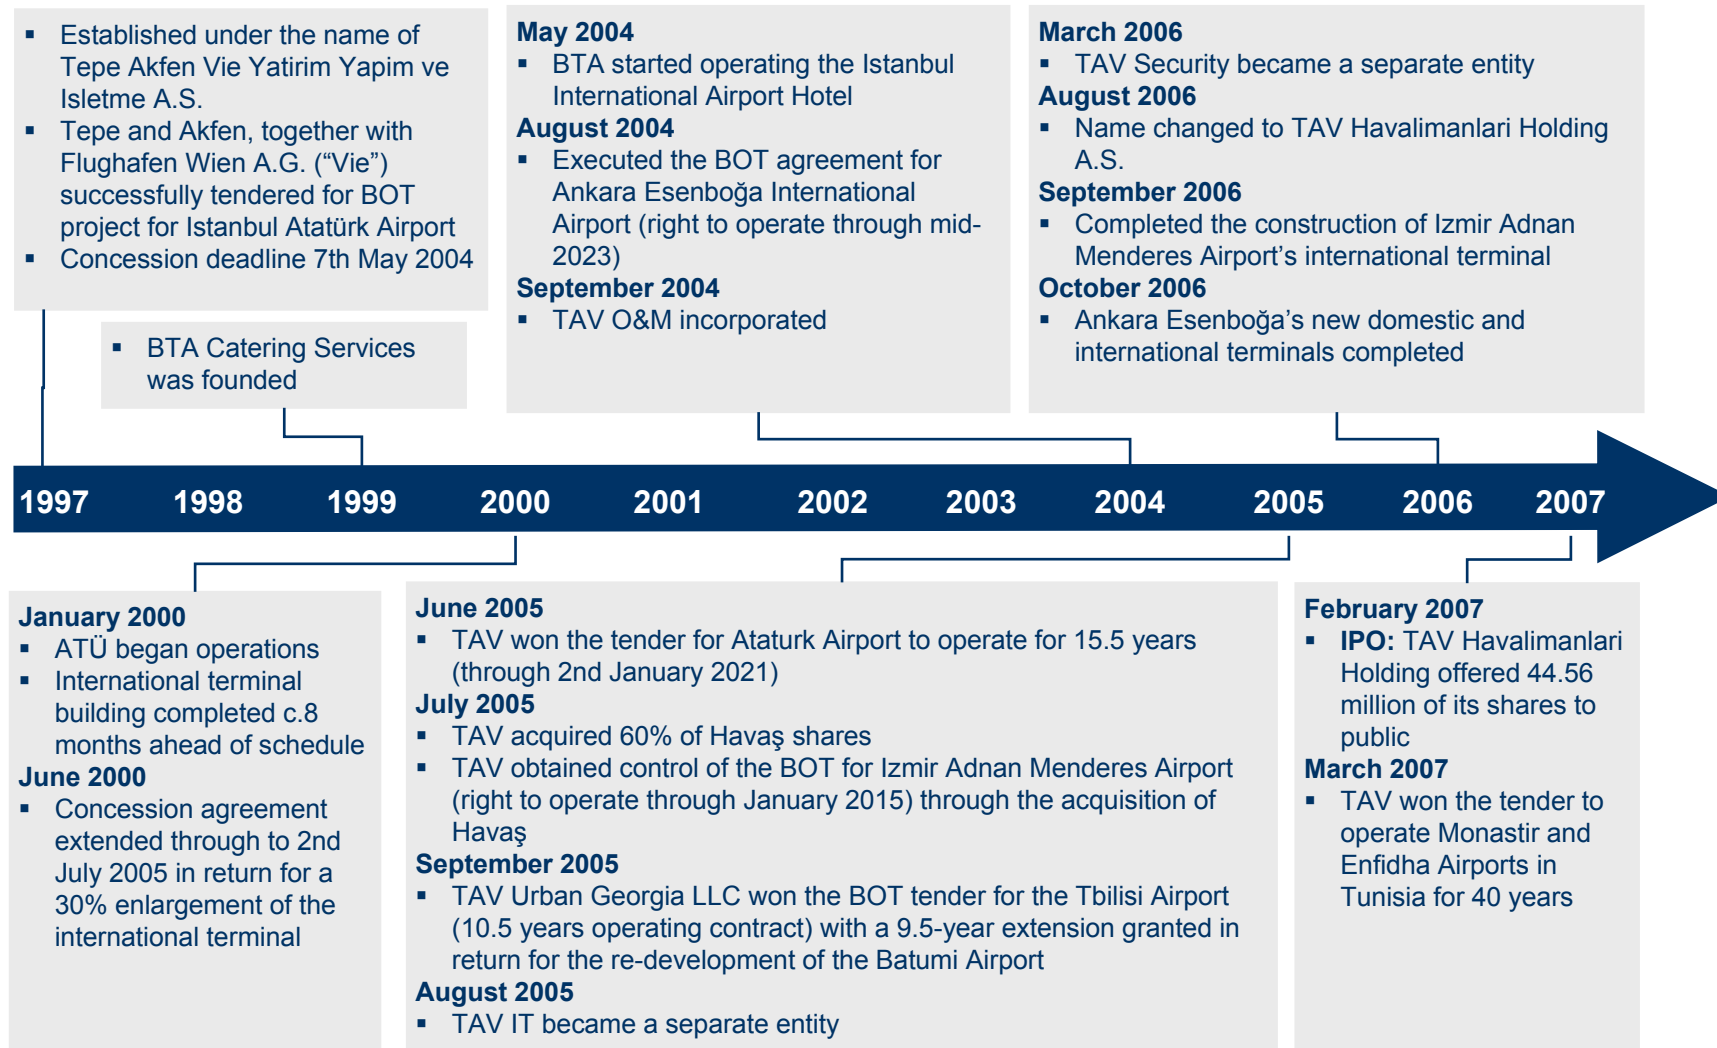 ▪ Established under the name of
Tepe Akfen Vie Yatirim Yapim ve
Isletme A.S.
▪ Tepe and Akfen, together with
Flughafen Wien A.G. (“Vie”)
successfully tendered for BOT
project for Istanbul Atatürk Airport
▪ Concession deadline 7th May 2004
▪ BTA Catering Services
was founded
May 2004
▪ BTA started operating the Istanbul
International Airport Hotel
August 2004
▪ Executed the BOT agreement for
Ankara Esenboğa International
Airport (right to operate through mid-
2023)
September 2004
▪ TAV O&M incorporated
March 2006
▪ TAV Security became a separate entity
August 2006
▪ Name changed to TAV Havalimanlari Holding
A.S.
September 2006
▪ Completed the construction of Izmir Adnan
Menderes Airport’s international terminal
October 2006
▪ Ankara Esenboğa’s new domestic and
international terminals completed
1997 1998 1999 2000 2001 2002 2003 2004 2005 2006 2007
January 2000
▪ ATÜ began operations
▪ International terminal
building completed c.8
months ahead of schedule
June 2000
▪ Concession agreement
extended through to 2nd
July 2005 in return for a
30% enlargement of the
international terminal
June 2005
▪ TAV won the tender for Ataturk Airport to operate for 15.5 years
(through 2nd January 2021)
July 2005
▪ TAV acquired 60% of Havaş shares
▪ TAV obtained control of the BOT for Izmir Adnan Menderes Airport
(right to operate through January 2015) through the acquisition of
Havaş
September 2005
▪ TAV Urban Georgia LLC won the BOT tender for the Tbilisi Airport
(10.5 years operating contract) with a 9.5-year extension granted in
return for the re-development of the Batumi Airport
August 2005
▪ TAV IT became a separate entity
February 2007
▪ IPO: TAV Havalimanlari
Holding offered 44.56
million of its shares to
public
March 2007
▪ TAV won the tender to
operate Monastir and
Enfidha Airports in
Tunisia for 40 years